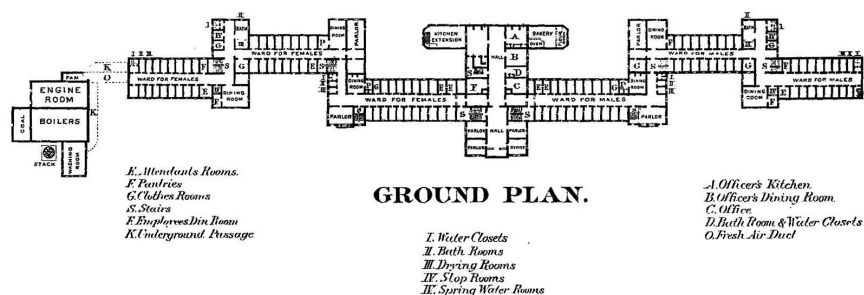 I
II
BATH
DINING ROOM
PARLOR
KITCHEN EXTENSION
HALL
A
B
D
C
BAKERY
OVEN
PARLOR
DINING ROOM
BATH
WARD FOR FEMALES
WARD FOR MALES
K
O
FAN
WARD FOR FEMALES
WARD FOR MALES
ENGINE ROOM
DINING ROOM
DINING ROOM
COAL
BOILERS
K
WARD FOR FEMALES
WARD FOR MALES
PARLOR
PARLOR
WASHING ROOM
STACK
PARLOR
HALL
PARLOR
PARLOR
OFFICE
E. Attendants Rooms.
F. Pantries
G. Clothes Rooms
S. Stairs
F. Employees Din Room
K. Underground Passage
GROUND PLAN.
A. Officer's Kitchen
B. Officer's Dining Room
C. Office
D. Bath Room & Water Closets
O. Fresh Air Duct
I. Water Closets
II. Bath Rooms
III. Drying Rooms
IV. Slop Rooms
IV. Spring Water Rooms